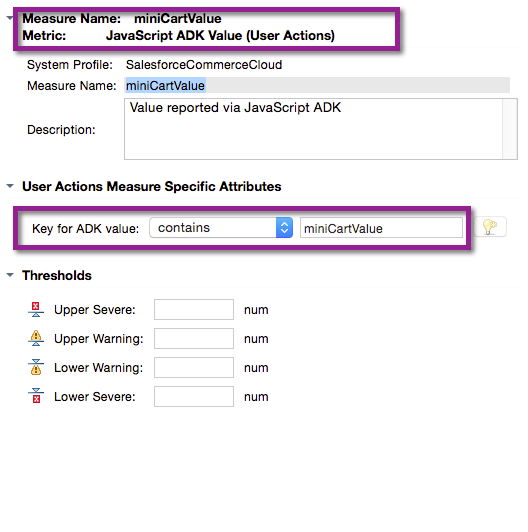 Measure Name: miniCartValue
Metric: JavaScript ADK Value (User Actions)
System Profile: SalesforceCommerceCloud
Measure Name: miniCartValue
Value reported via JavaScript ADK
Description:
User Actions Measure Specific Attributes
Key for ADK value: contains miniCartValue
Thresholds
Upper Severe: num
Upper Warning: num
Lower Warning: num
Lower Severe: num